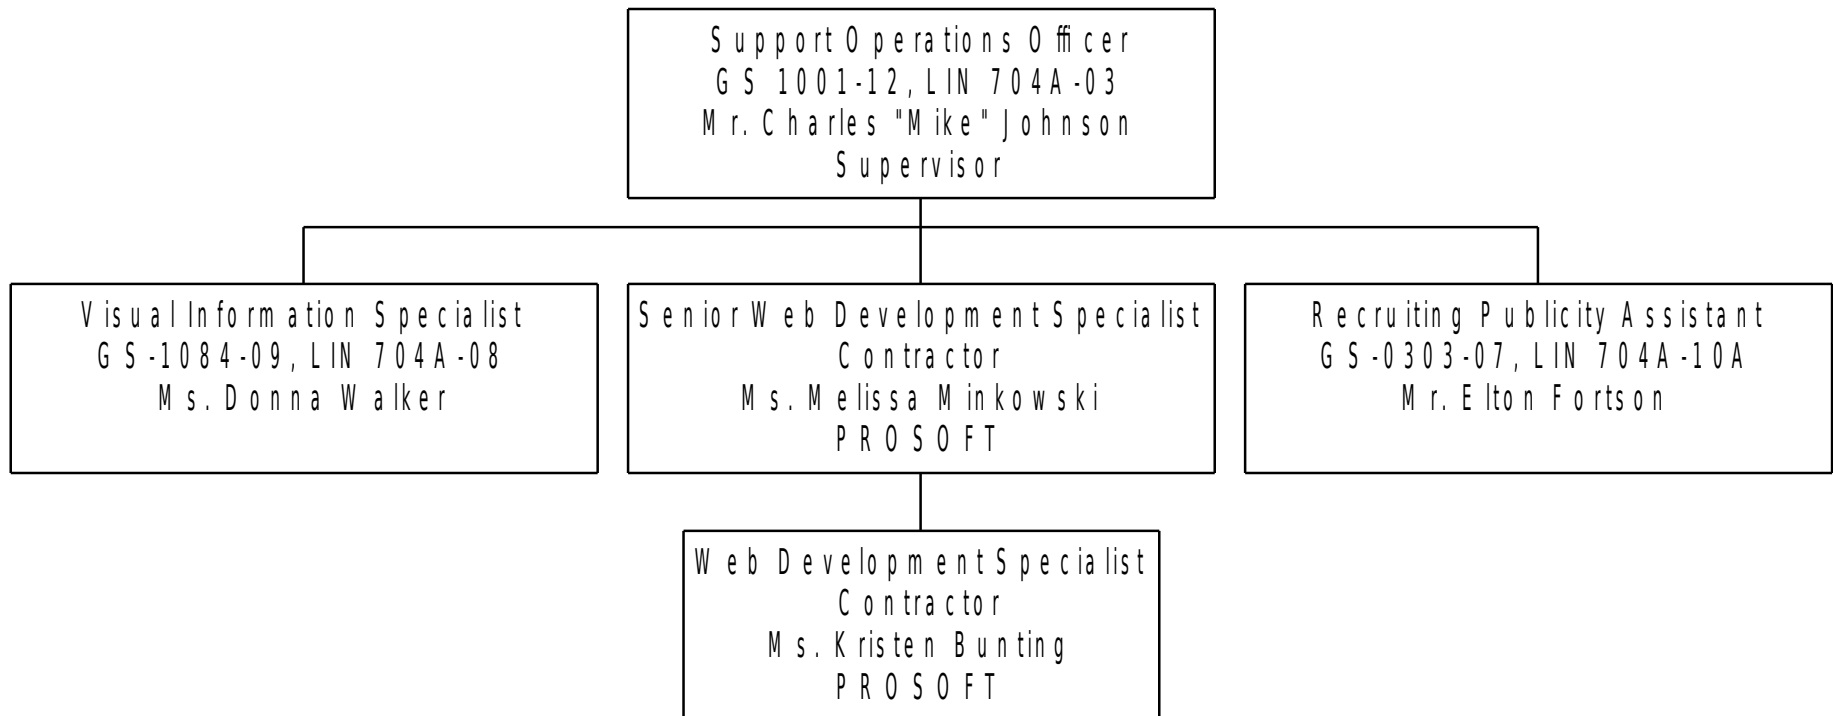 Support Operations Officer
GS 1001-12, LIN 704A-03
Mr. Charles "Mike" Johnson
Supervisor
Visual Information Specialist
GS-1084-09, LIN 704A-08
Ms. Donna Walker
Senior Web Development Specialist
Contractor
Ms. Melissa Minkowski
PROSOFT
Recruiting Publicity Assistant
GS-0303-07, LIN 704A-10A
Mr. Elton Fortson
Web Development Specialist
Contractor
Ms. Kristen Bunting
PROSOFT